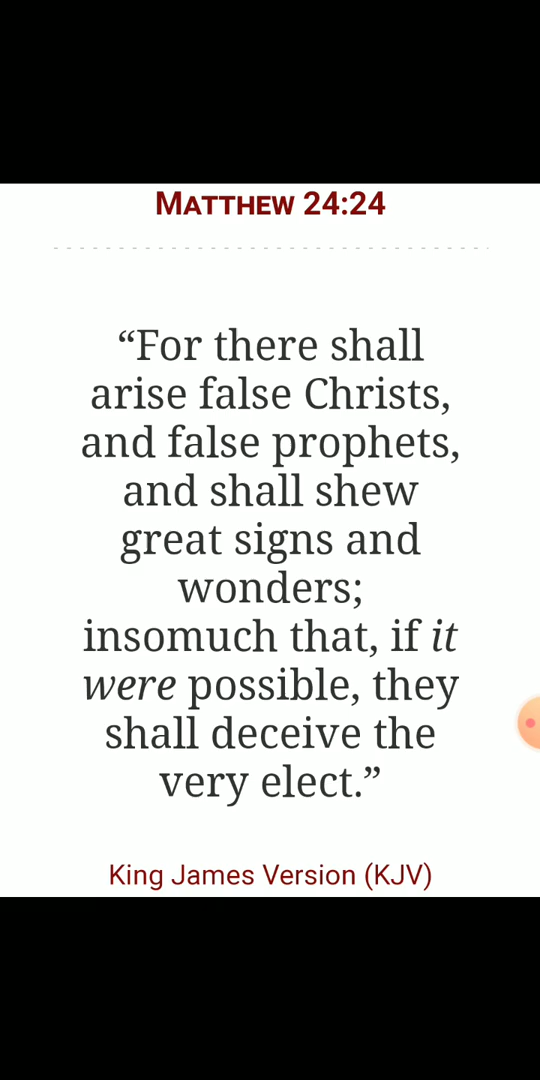 MATTHEW 24:24
“For there shall
arise false Christs,
and false prophets,
and shall shew
great signs and
wonders;
insomuch that, if it
were possible, they
shall deceive the
very elect.”
King James Version (KJV)